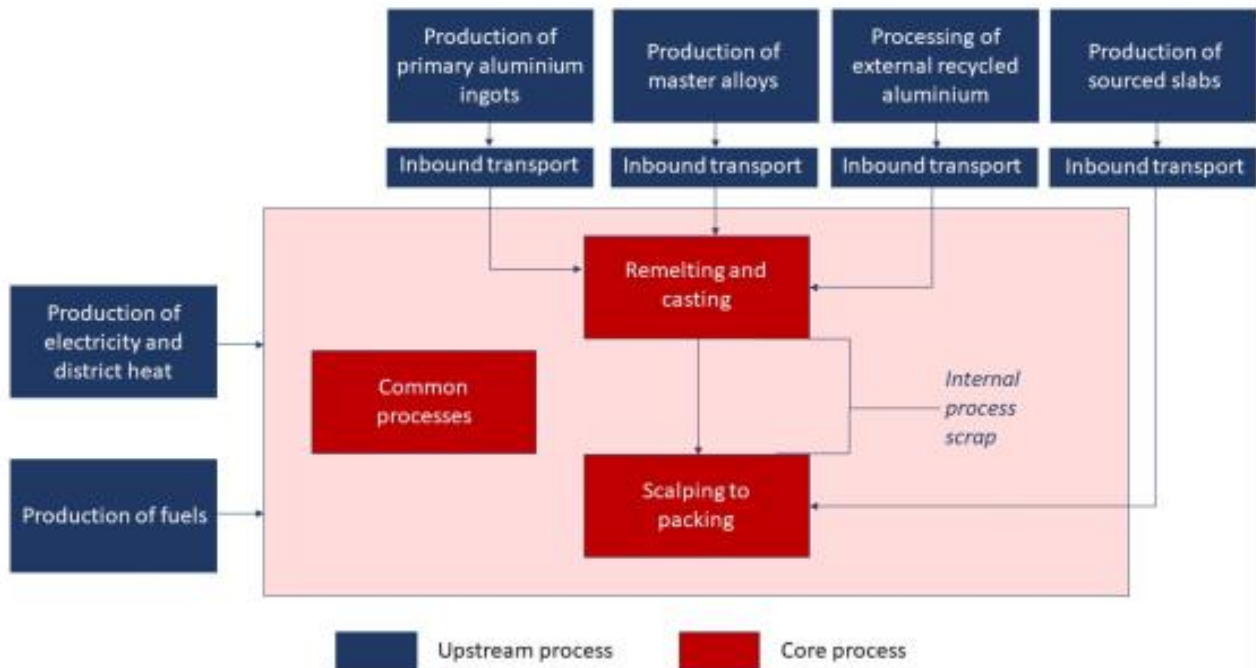 Production of
primary aluminium
ingots
Production of
master alloys
Processing of
external recycled
aluminium
Production of
sourced slabs
Inbound transport
Inbound transport
Inbound transport
Inbound transport
Remelting and
casting
Production of
electricity and
district heat
Common
processes
Internal
process
scrap
Production of fuels
Scalping to
packing
Upstream process
Core process